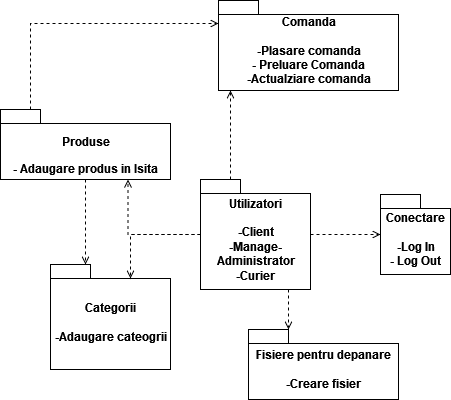 Comanda
-Plasare comanda
- Preluare Comanda
-Actualziare comanda
Produse
- Adaugare produs in lsita
Utilizatori
-Client
-Manage-
Administrator
-Curier
Conectare
-Log In
- Log Out
Categorii
-Adaugare cateogrii
Fisiere pentru depanare
-Creare fisier